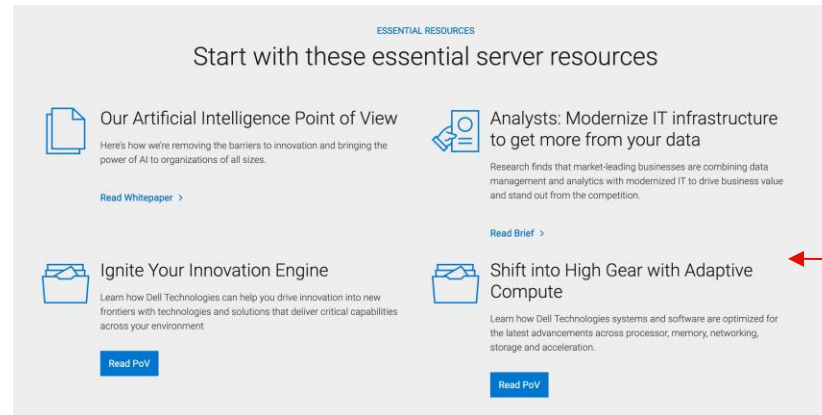 ESSENTIAL RESOURCES
Start with these essential server resources
Our Artificial Intelligence Point of View
Here's how we're removing the barriers to innovation and bringing the
power of AI to organizations of all sizes.
Read Whitepaper >
Analysts: Modernize IT infrastructure
to get more from your data
Research finds that market-leading businesses are combining data
management and analytics with modernized IT to drive business value
and stand out from the competition.
Read Brief >
Ignite Your Innovation Engine
Learn how Dell Technologies can help you drive innovation into new
frontiers with technologies and solutions that deliver critical capabilities
across your environment
Read PoV
Shift into High Gear with Adaptive
Compute
Learn how Dell Technologies systems and software are optimized for
the latest advancements across processor, memory, networking,
storage and acceleration.
Read PoV